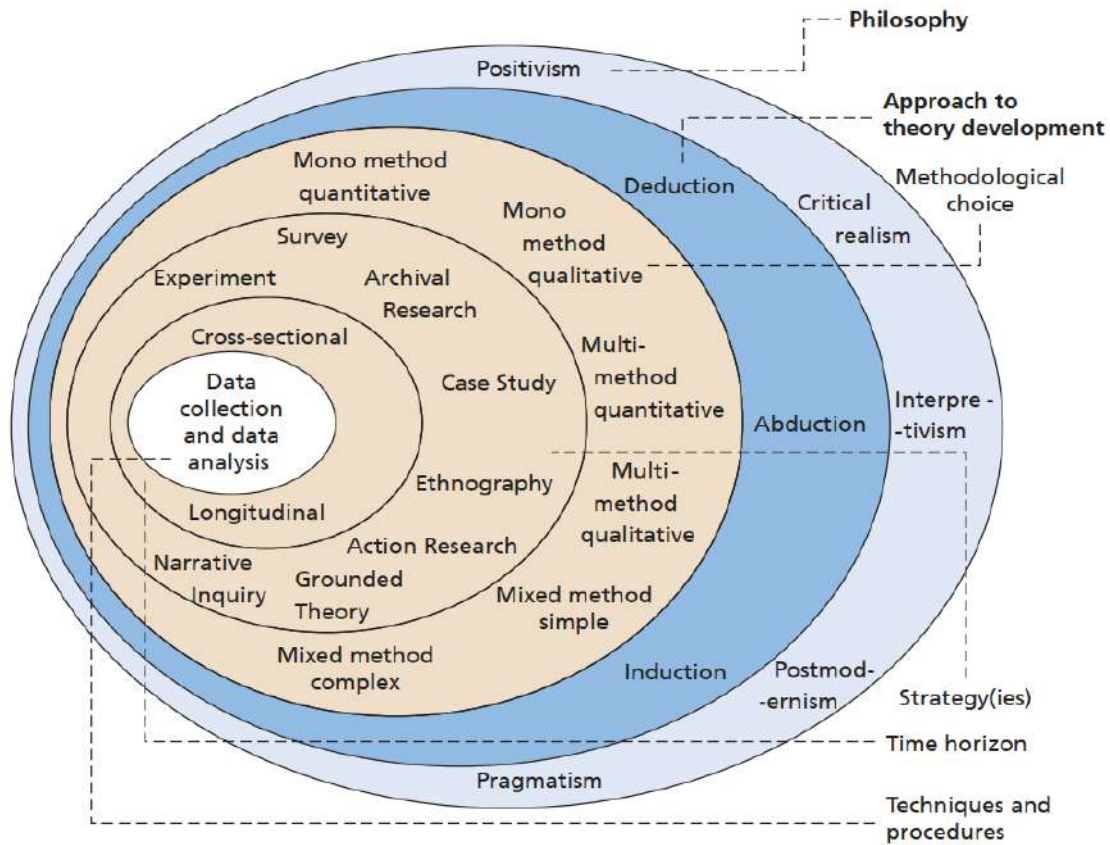 Philosophy
Positivism
Approach to
theory development
Mono method
quantitative
Deduction
Methodological
choice
Mono
method
qualitative
Critical
realism
Survey
Experiment
Archival
Research
Cross-sectional
Multi-
method
quantitative
Data
collection
and data
analysis
Case Study
Abduction
Interpre -
-tivism
Ethnography
Multi-
method
qualitative
Longitudinal
Action Research
Narrative
Inquiry
Grounded
Theory
Mixed method
simple
Mixed method
complex
Induction
Postmod-
-ernism
Strategy(ies)
Time horizon
Pragmatism
Techniques and
procedures